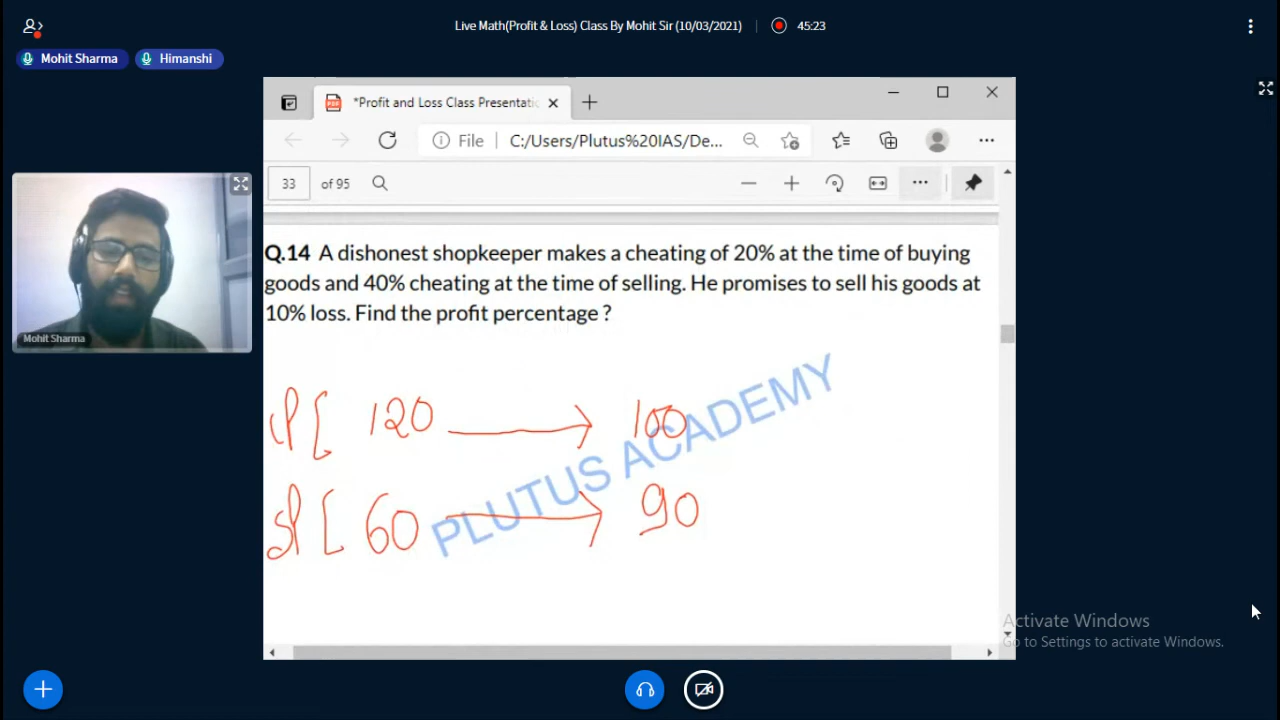 Live Math(Profit & Loss) Class By Mohit Sir (10/03/2021)
45:23
Mohit Sharma
Himanshi
*Profit and Loss Class Presentatic
File
C:/Users/Plutus%20IAS/De...
33 of 95
Q.14 A dishonest shopkeeper makes a cheating of 20% at the time of buying
goods and 40% cheating at the time of selling. He promises to sell his goods at
10% loss. Find the profit percentage ?
Mohit Sharma
CP [ 120 → 100
SP [ 60 → 90
PLUTUS ACADEMY
Activate Windows
Go to Settings to activate Windows.